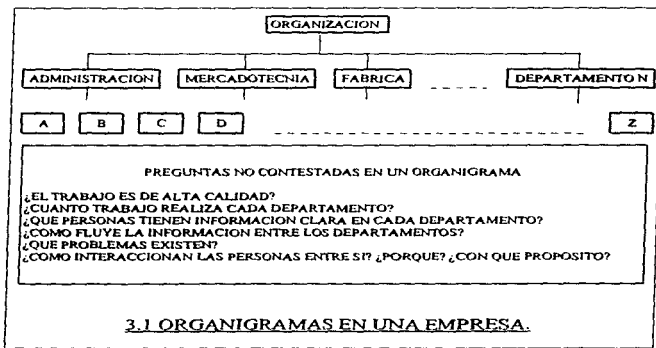 ORGANIZACION
ADMINISTRACION MERCADOTECNIA FABRICA DEPARTAMENTO N
A B C D Z
PREGUNTAS NO CONTESTADAS EN UN ORGANIGRAMA
¿EL TRABAJO ES DE ALTA CALIDAD?
¿CUANTO TRABAJO REALIZA CADA DEPARTAMENTO?
¿QUE PERSONAS TIENEN INFORMACION CLARA EN CADA DEPARTAMENTO?
¿COMO FLUYE LA INFORMACION ENTRE LOS DEPARTAMENTOS?
¿QUE PROBLEMAS EXISTEN?
¿COMO INTERACCIONAN LAS PERSONAS ENTRE SI? ¿PORQUE? ¿CON QUE PROPOSITO?
3.1 ORGANIGRAMAS EN UNA EMPRESA.